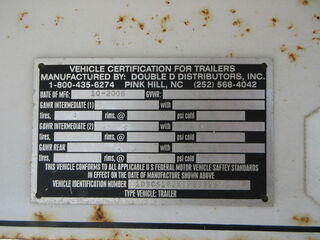 VEHICLE CERTIFICATION FOR TRAILERS
MANUFACTURED BY: DOUBLE D DISTRIBUTORS, INC.
1-800-435-6274 PINK HILL, NC (252) 568-4042
DATE OF MFG: 10-2006 GVWR:
GAWR INTERMEDIATE (1) with
tires, rims, @ psi cold
GAWR INTERMEDIATE (2) with
tires, rims, @ psi cold
GAWR REAR with
tires, rims, @ psi cold
THIS VEHICLE CONFORMS TO ALL APPLICABLE U S FEDERAL MOTOR VEHICLE SAFTEY STANDARDS
IN EFFECT ON THE DATE OF MANUFACTURE SHOWN ABOVE.
VEHICLE IDENTIFICATION NUMBER
TYPE VEHICLE: TRAILER